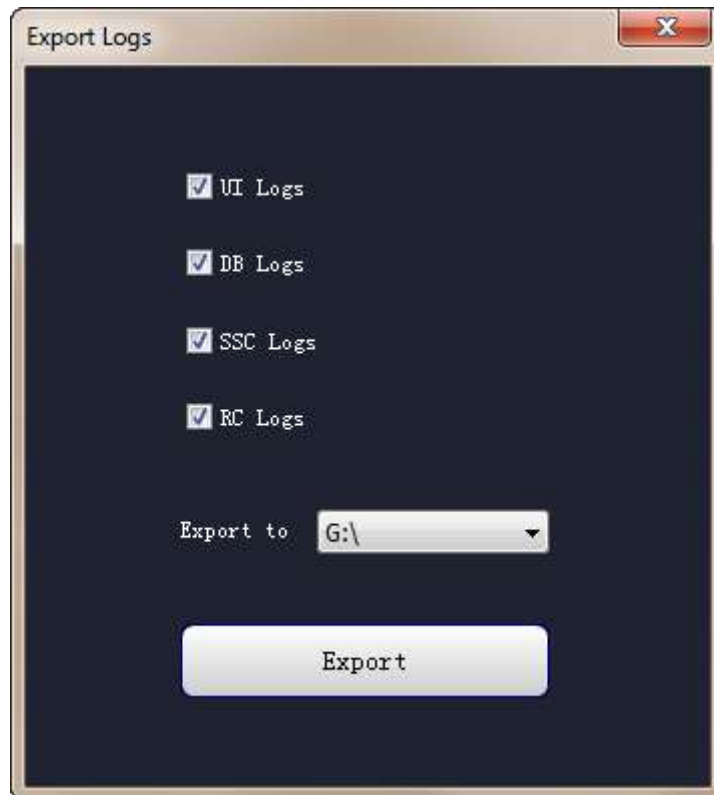 Export Logs
UI Logs
DB Logs
SSC Logs
RC Logs
Export to G:\
Export